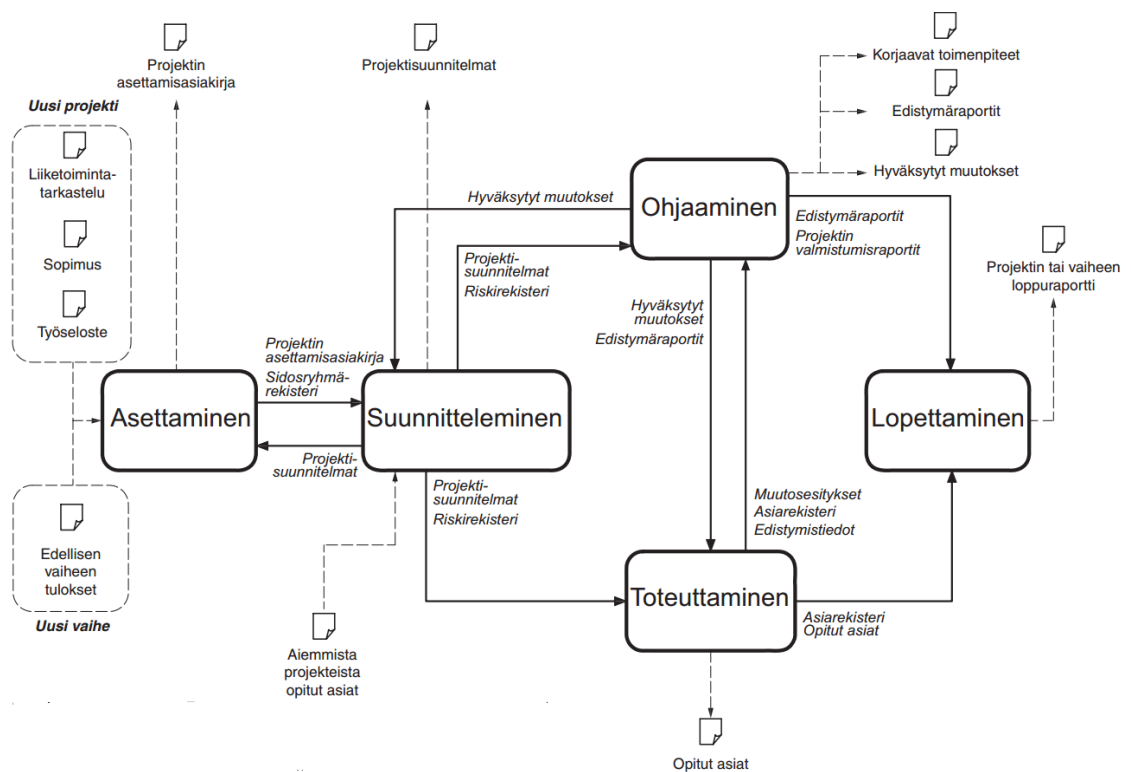 Projektin
asettamisasiakirja
Projektisuunnitelmat
Korjaavat toimenpiteet
Edistymäraportit
Hyväksytyt muutokset
Uusi projekti
Liiketoiminta-
tarkastelu
Sopimus
Työseloste
Hyväksytyt muutokset
Ohjaaminen
Edistymäraportit
Projektin
valmistumisraportit
Projekti-
suunnitelmat
Riskirekisteri
Projektin tai vaiheen
loppuraportti
Hyväksytyt
muutokset
Edistymäraportit
Projektin
asettamisasiakirja
Sidosryhmä-
rekisteri
Asettaminen
Suunnitteleminen
Lopettaminen
Projekti-
suunnitelmat
Projekti-
suunnitelmat
Riskirekisteri
Muutosesitykset
Asiarekisteri
Edistymistiedot
Edellisen
vaiheen
tulokset
Uusi vaihe
Toteuttaminen
Asiarekisteri
Opitut asiat
Aiemmista
projekteista
opitut asiat
Opitut asiat